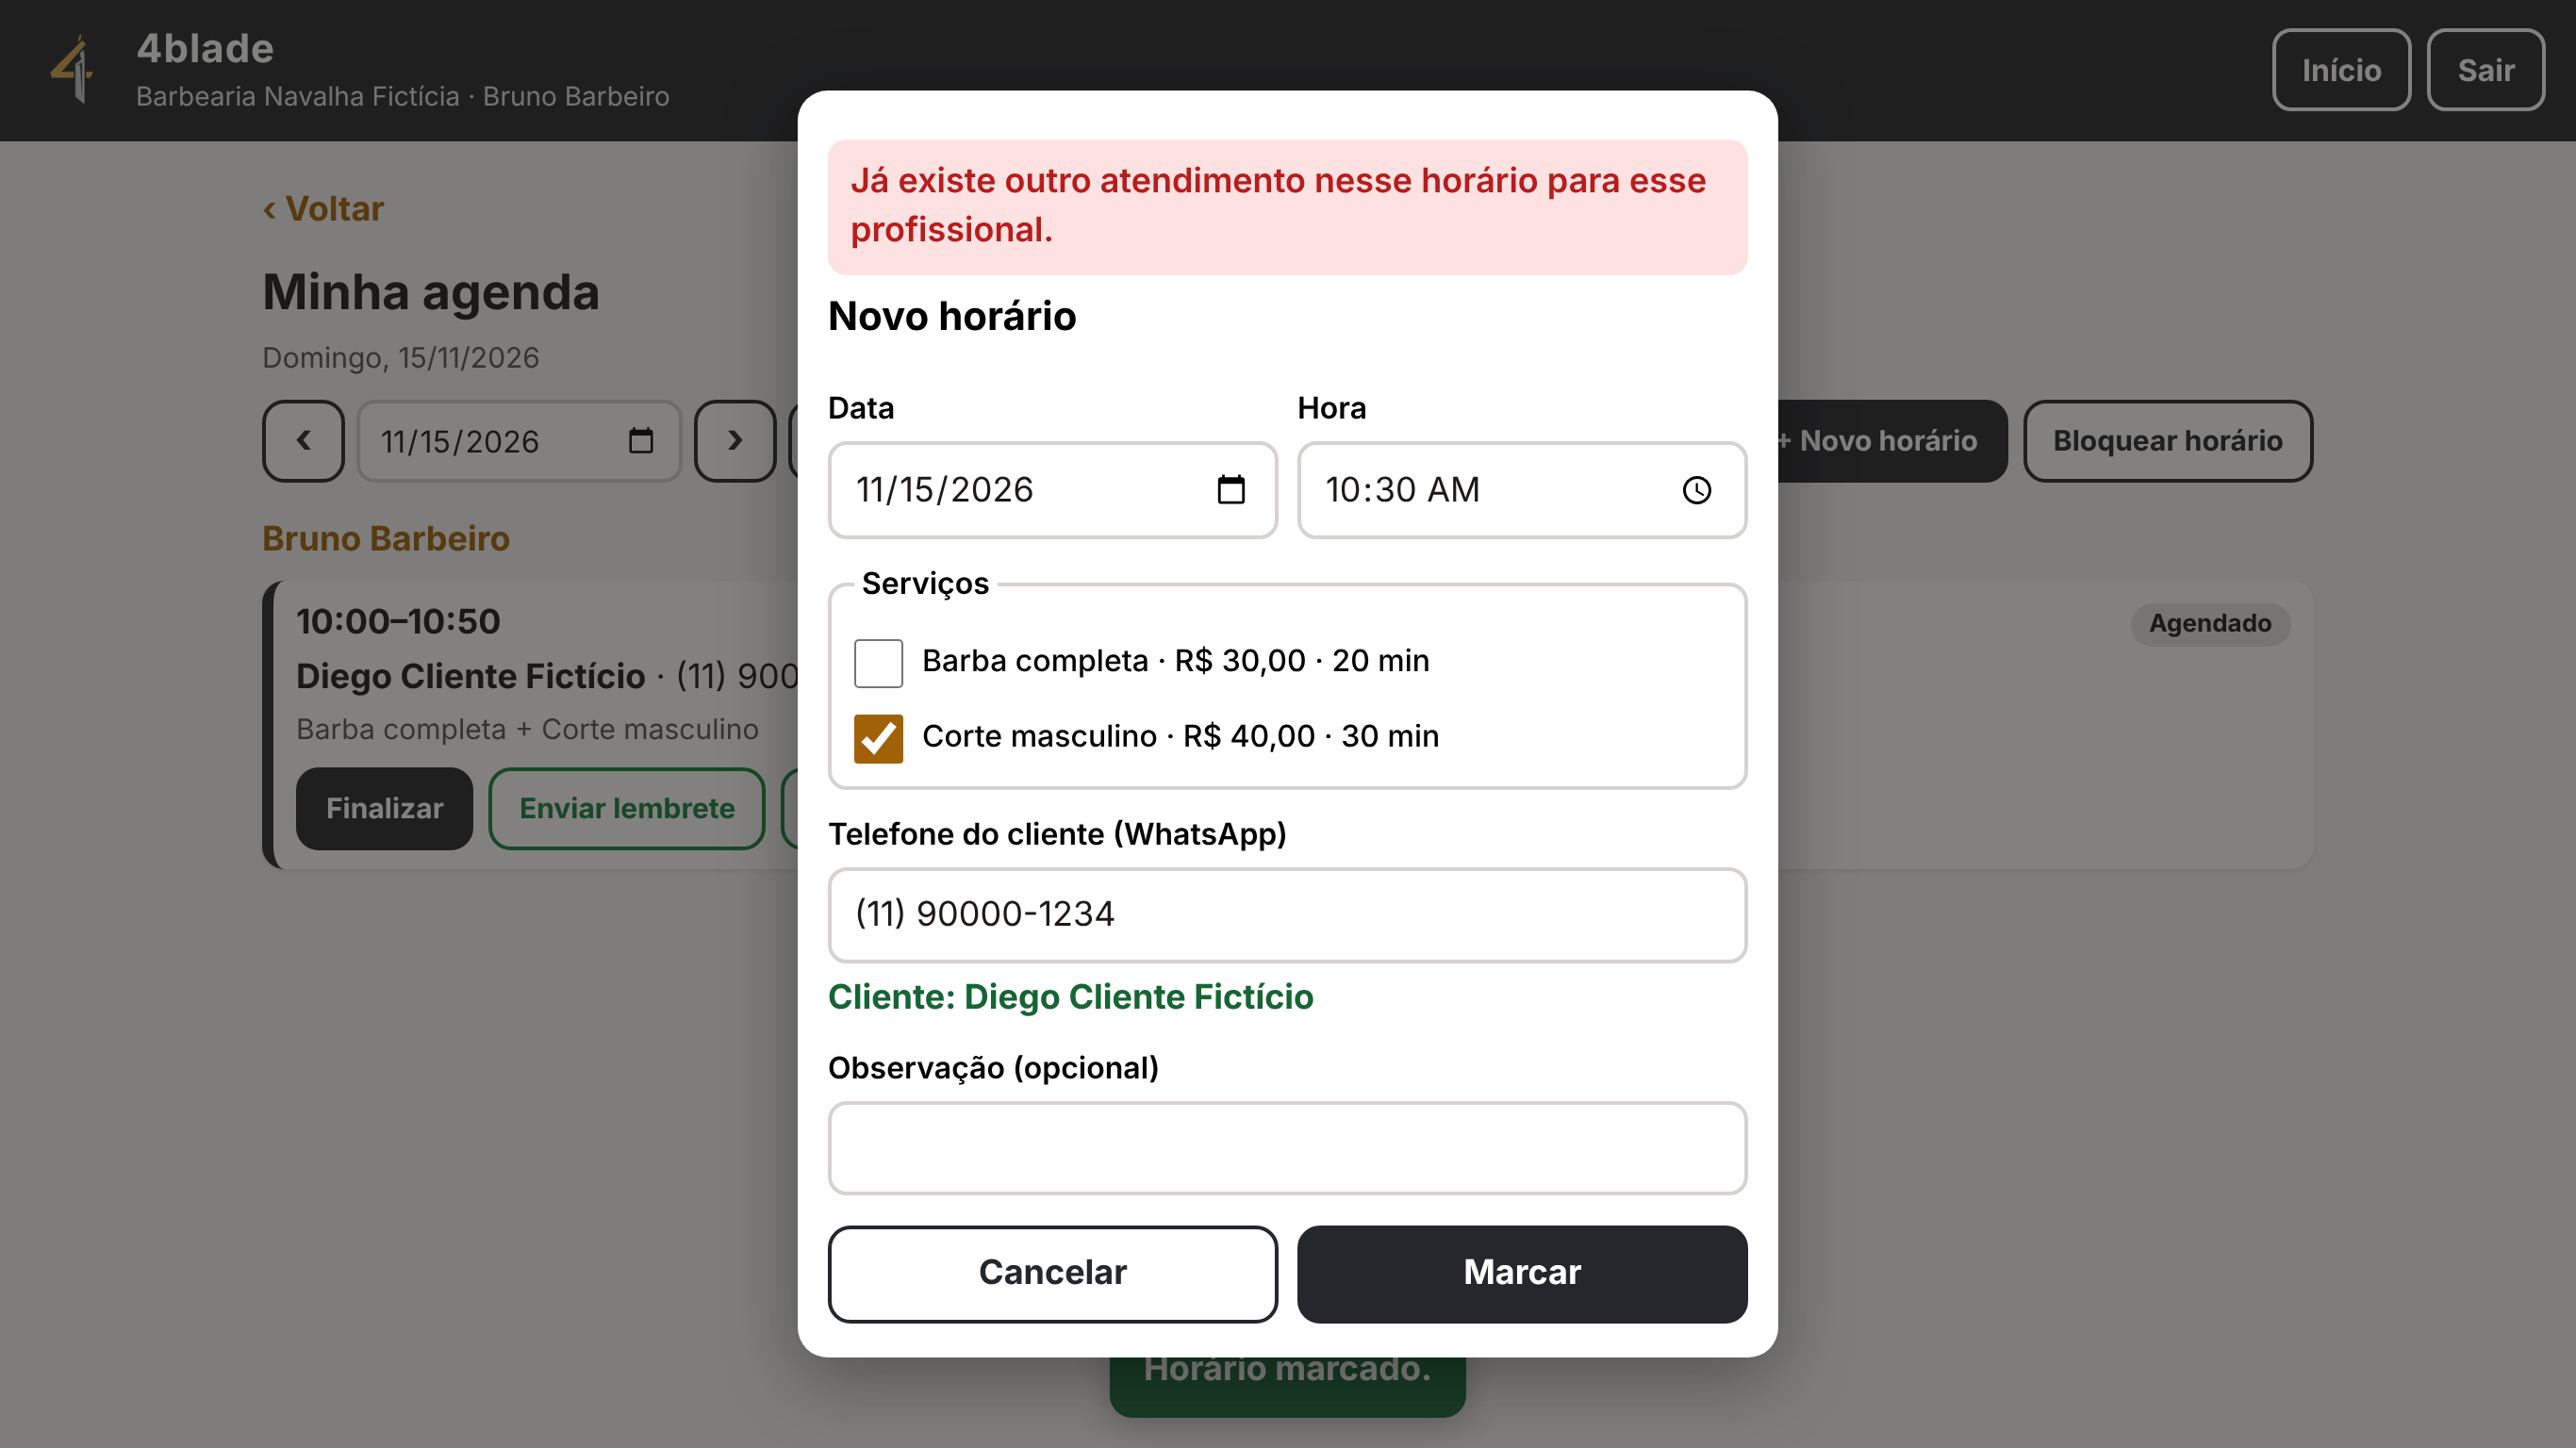 4blade
Barbearia Navalha Fictícia · Bruno Barbeiro
Início
Sair
‹ Voltar
Minha agenda
Domingo, 15/11/2026
‹
11/15/2026
›
+ Novo horário
Bloquear horário
Bruno Barbeiro
10:00–10:50
Agendado
Diego Cliente Fictício · (11) 900
Barba completa + Corte masculino
Finalizar
Enviar lembrete
Já existe outro atendimento nesse horário para esse
profissional.
Novo horário
Data
Hora
11/15/2026
10:30 AM
Serviços
Barba completa · R$ 30,00 · 20 min
Corte masculino · R$ 40,00 · 30 min
Telefone do cliente (WhatsApp)
(11) 90000-1234
Cliente: Diego Cliente Fictício
Observação (opcional)
Cancelar
Marcar
Horário marcado.